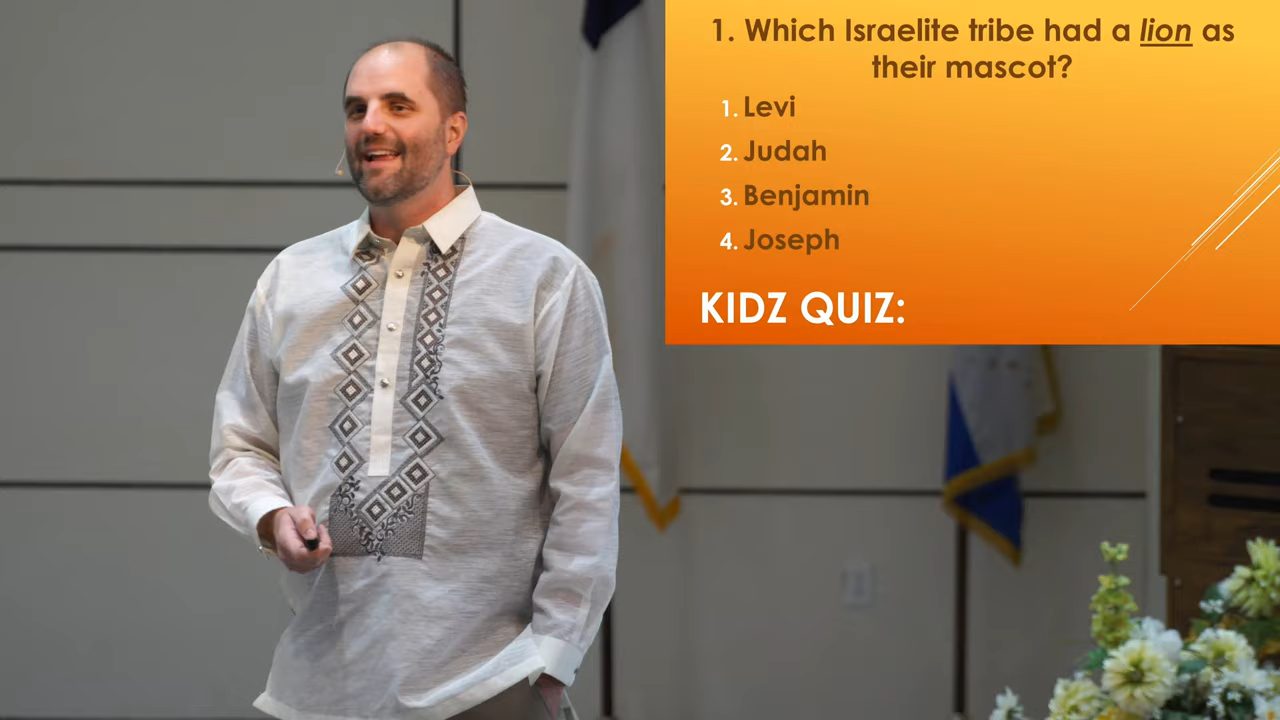 1. Which Israelite tribe had a lion as
their mascot?
1. Levi
2. Judah
3. Benjamin
4. Joseph
KIDZ QUIZ: